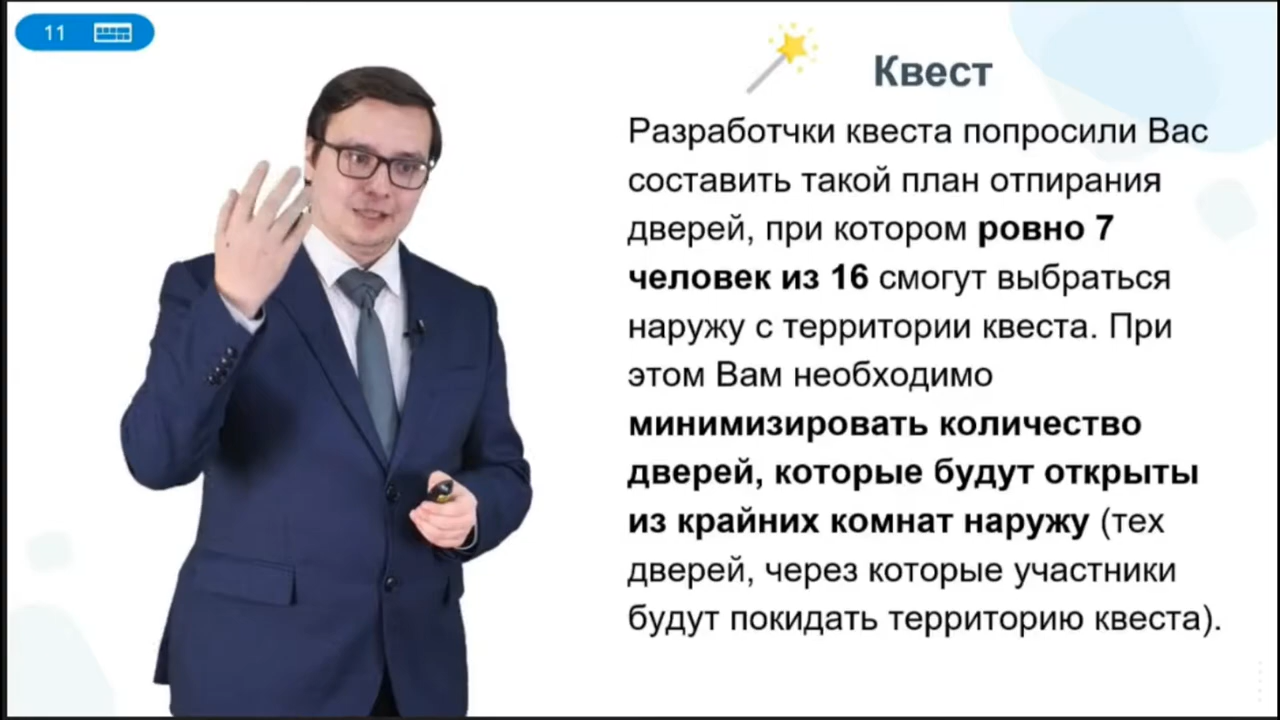 11
Квест
Разработчки квеста попросили Вас
составить такой план отпирания
дверей, при котором ровно 7
человек из 16 смогут выбраться
наружу с территории квеста. При
этом Вам необходимо
минимизировать количество
дверей, которые будут открыты
из крайних комнат наружу (тех
дверей, через которые участники
будут покидать территорию квеста).